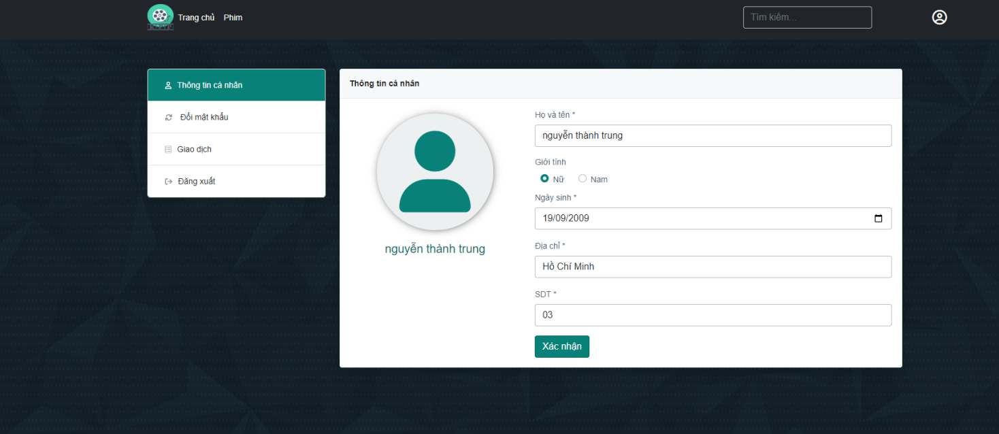 Trang chủ Phim
Tìm kiếm...
Thông tin cá nhân
Đổi mật khẩu
Giao dịch
Đăng xuất
Thông tin cá nhân
nguyễn thành trung
Họ và tên *
nguyễn thành trung
Giới tính
Nữ Nam
Ngày sinh *
19/09/2009
Địa chỉ *
Hồ Chí Minh
SDT *
03
Xác nhận